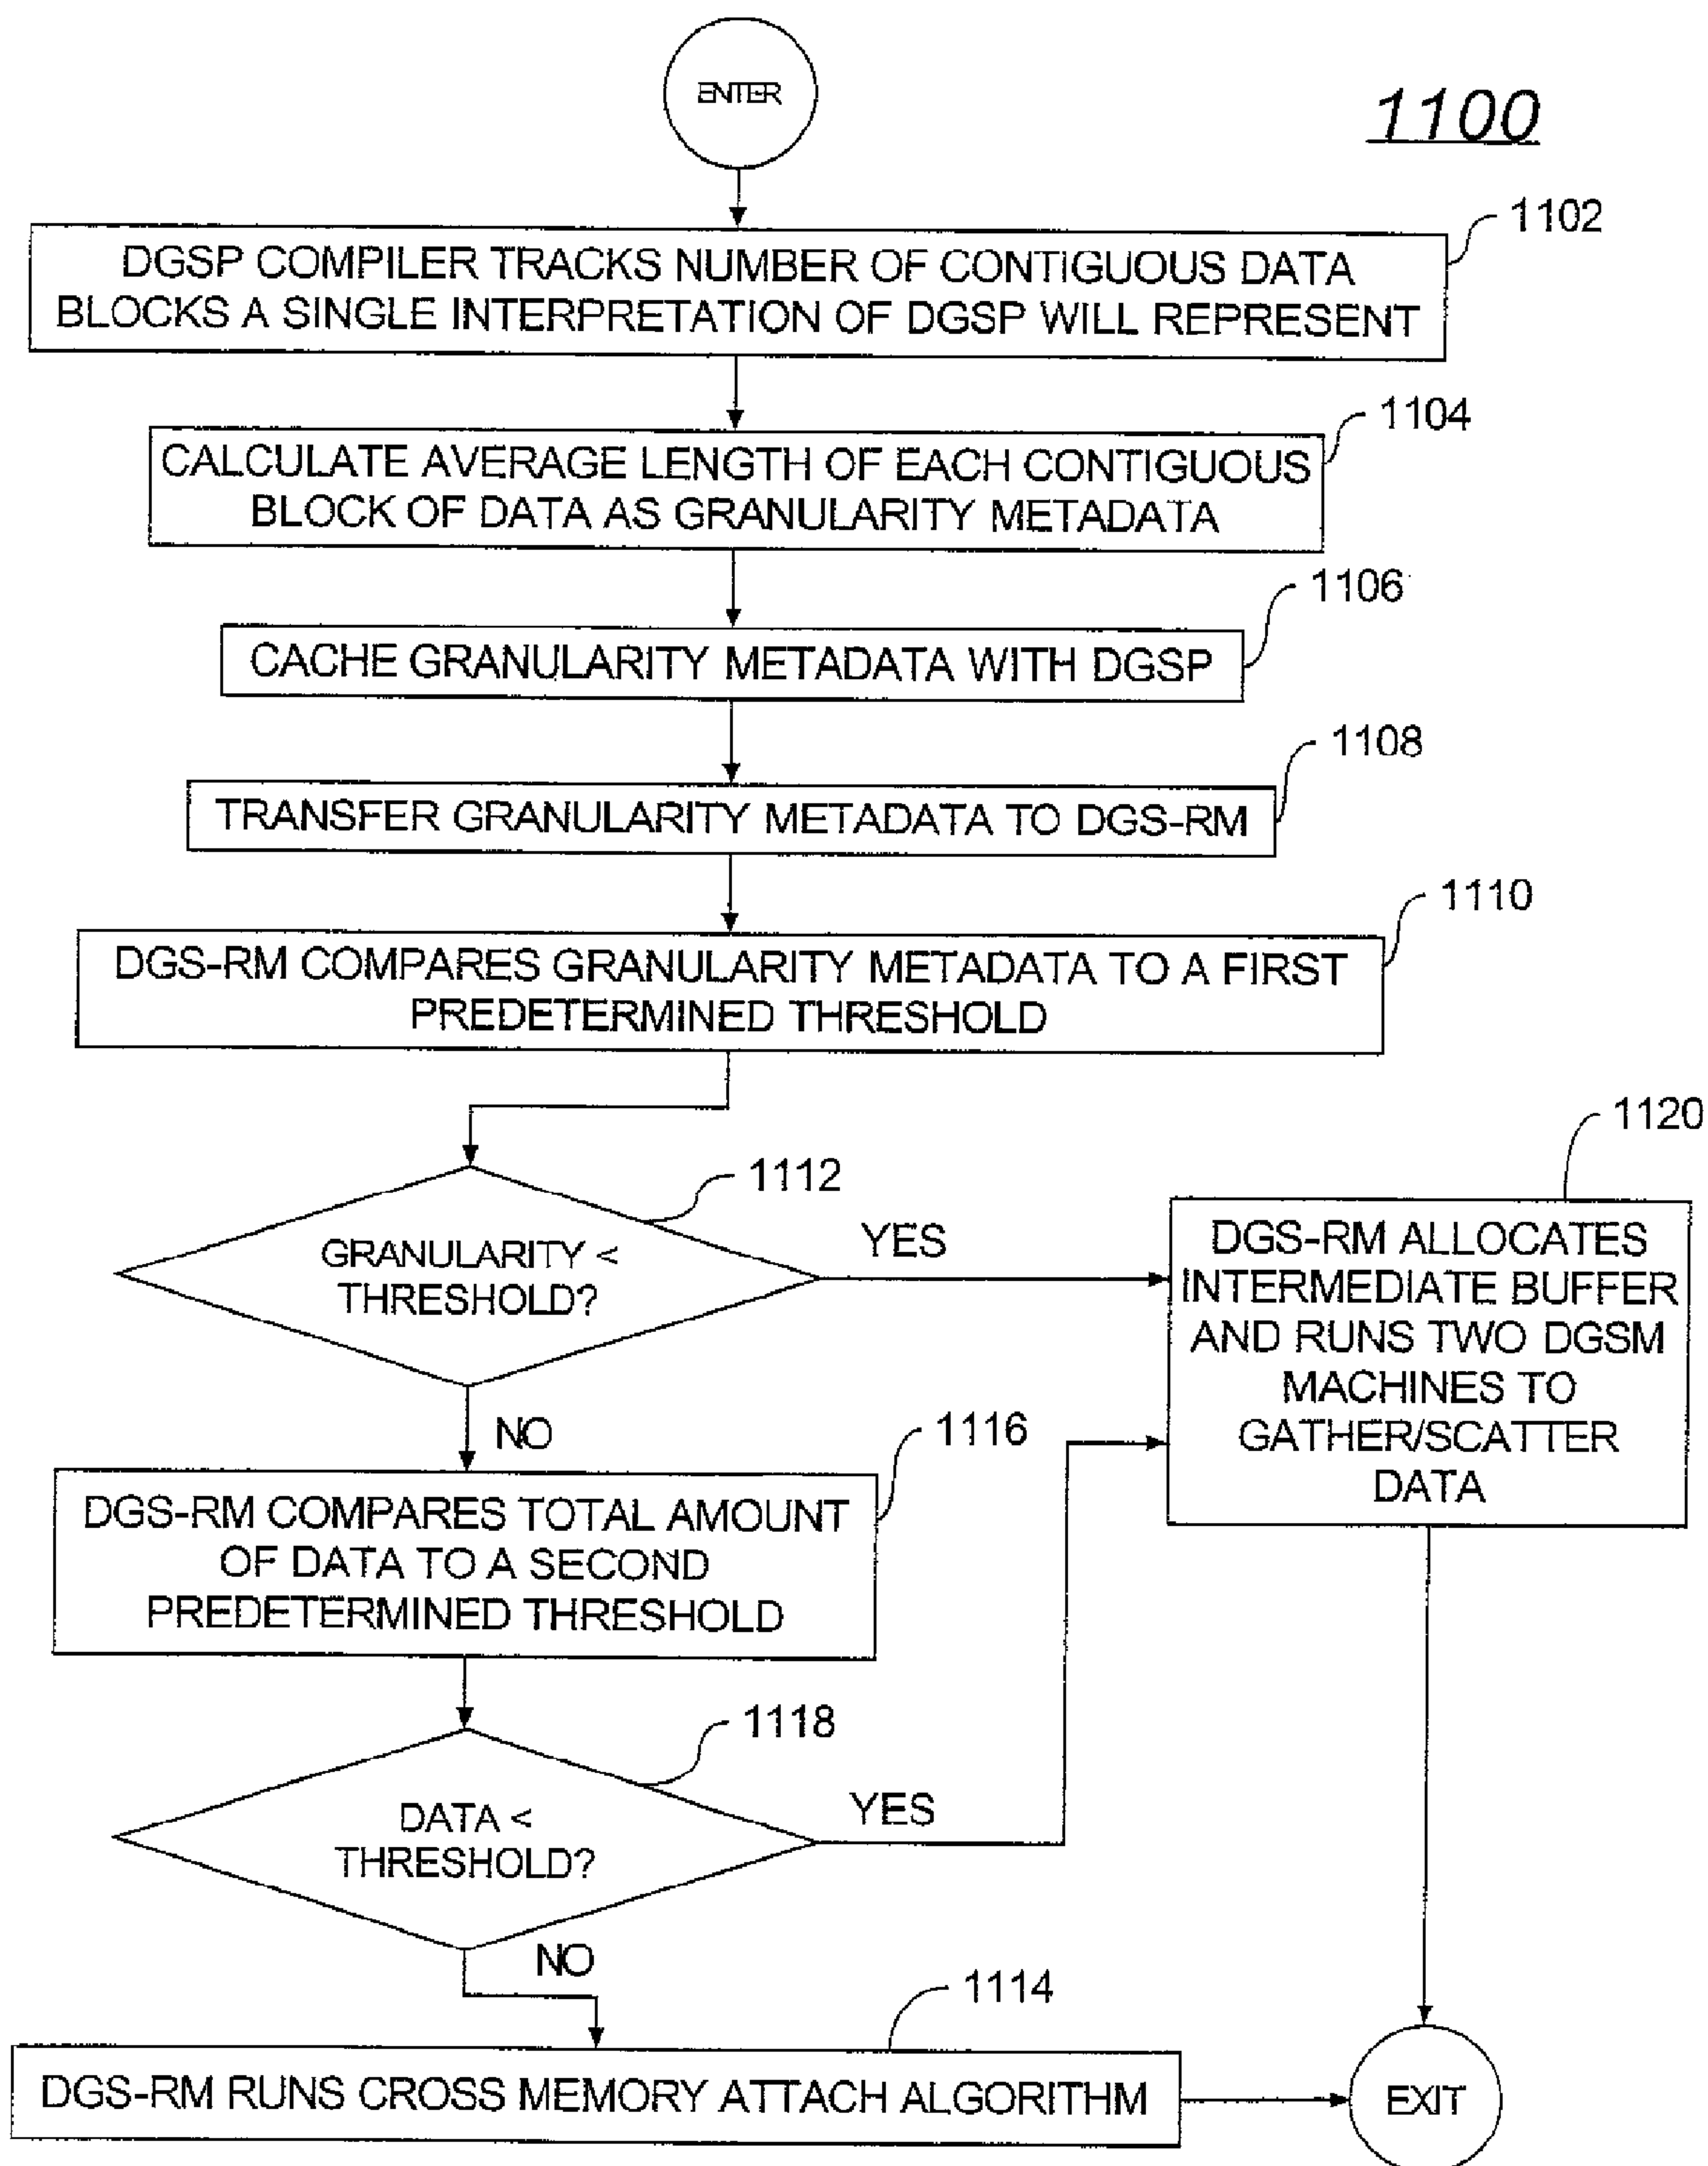 ENTER
1100
1102
DGSP COMPILER TRACKS NUMBER OF CONTIGUOUS DATA
BLOCKS A SINGLE INTERPRETATION OF DGSP WILL REPRESENT
1104
CALCULATE AVERAGE LENGTH OF EACH CONTIGUOUS
BLOCK OF DATA AS GRANULARITY METADATA
1106
CACHE GRANULARITY METADATA WITH DGSP
1108
TRANSFER GRANULARITY METADATA TO DGS-RM
1110
DGS-RM COMPARES GRANULARITY METADATA TO A FIRST
PREDETERMINED THRESHOLD
1112
GRANULARITY <
THRESHOLD?
YES
NO
1120
DGS-RM ALLOCATES
INTERMEDIATE BUFFER
AND RUNS TWO DGSM
MACHINES TO
GATHER/SCATTER
DATA
1116
DGS-RM COMPARES TOTAL AMOUNT
OF DATA TO A SECOND
PREDETERMINED THRESHOLD
1118
DATA <
THRESHOLD?
YES
NO
1114
DGS-RM RUNS CROSS MEMORY ATTACH ALGORITHM
EXIT